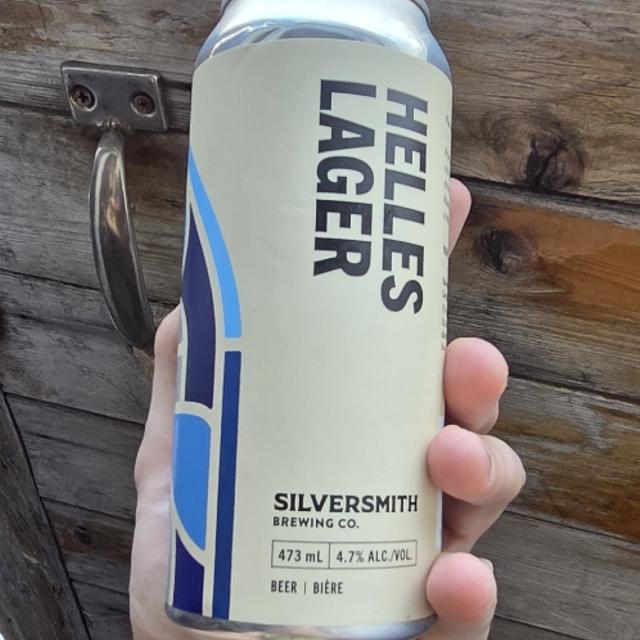 HELLES
LAGER
SILVERSMITH
BREWING CO.
473 mL | 4.7% ALC./VOL.
BEER | BIÈRE